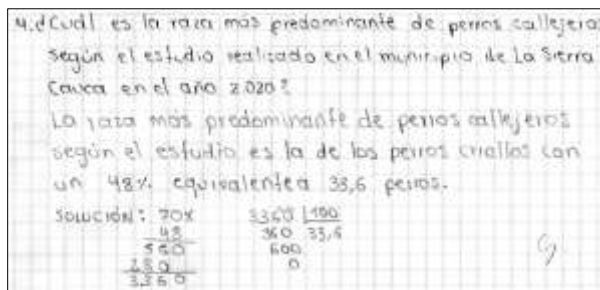 4. ¿Cuál es la raza más predominante de perros callejeros
según el estudio realizado en el municipio de La Sierra
Cauca en el año 2020?
La raza más predominante de perros callejeros
según el estudio es la de los perros criollos con
un 48% equivalente a 33,6 perros.
SOLUCIÓN: 70x 3360 |100
48 360 33,6
560 600
280 0
3360